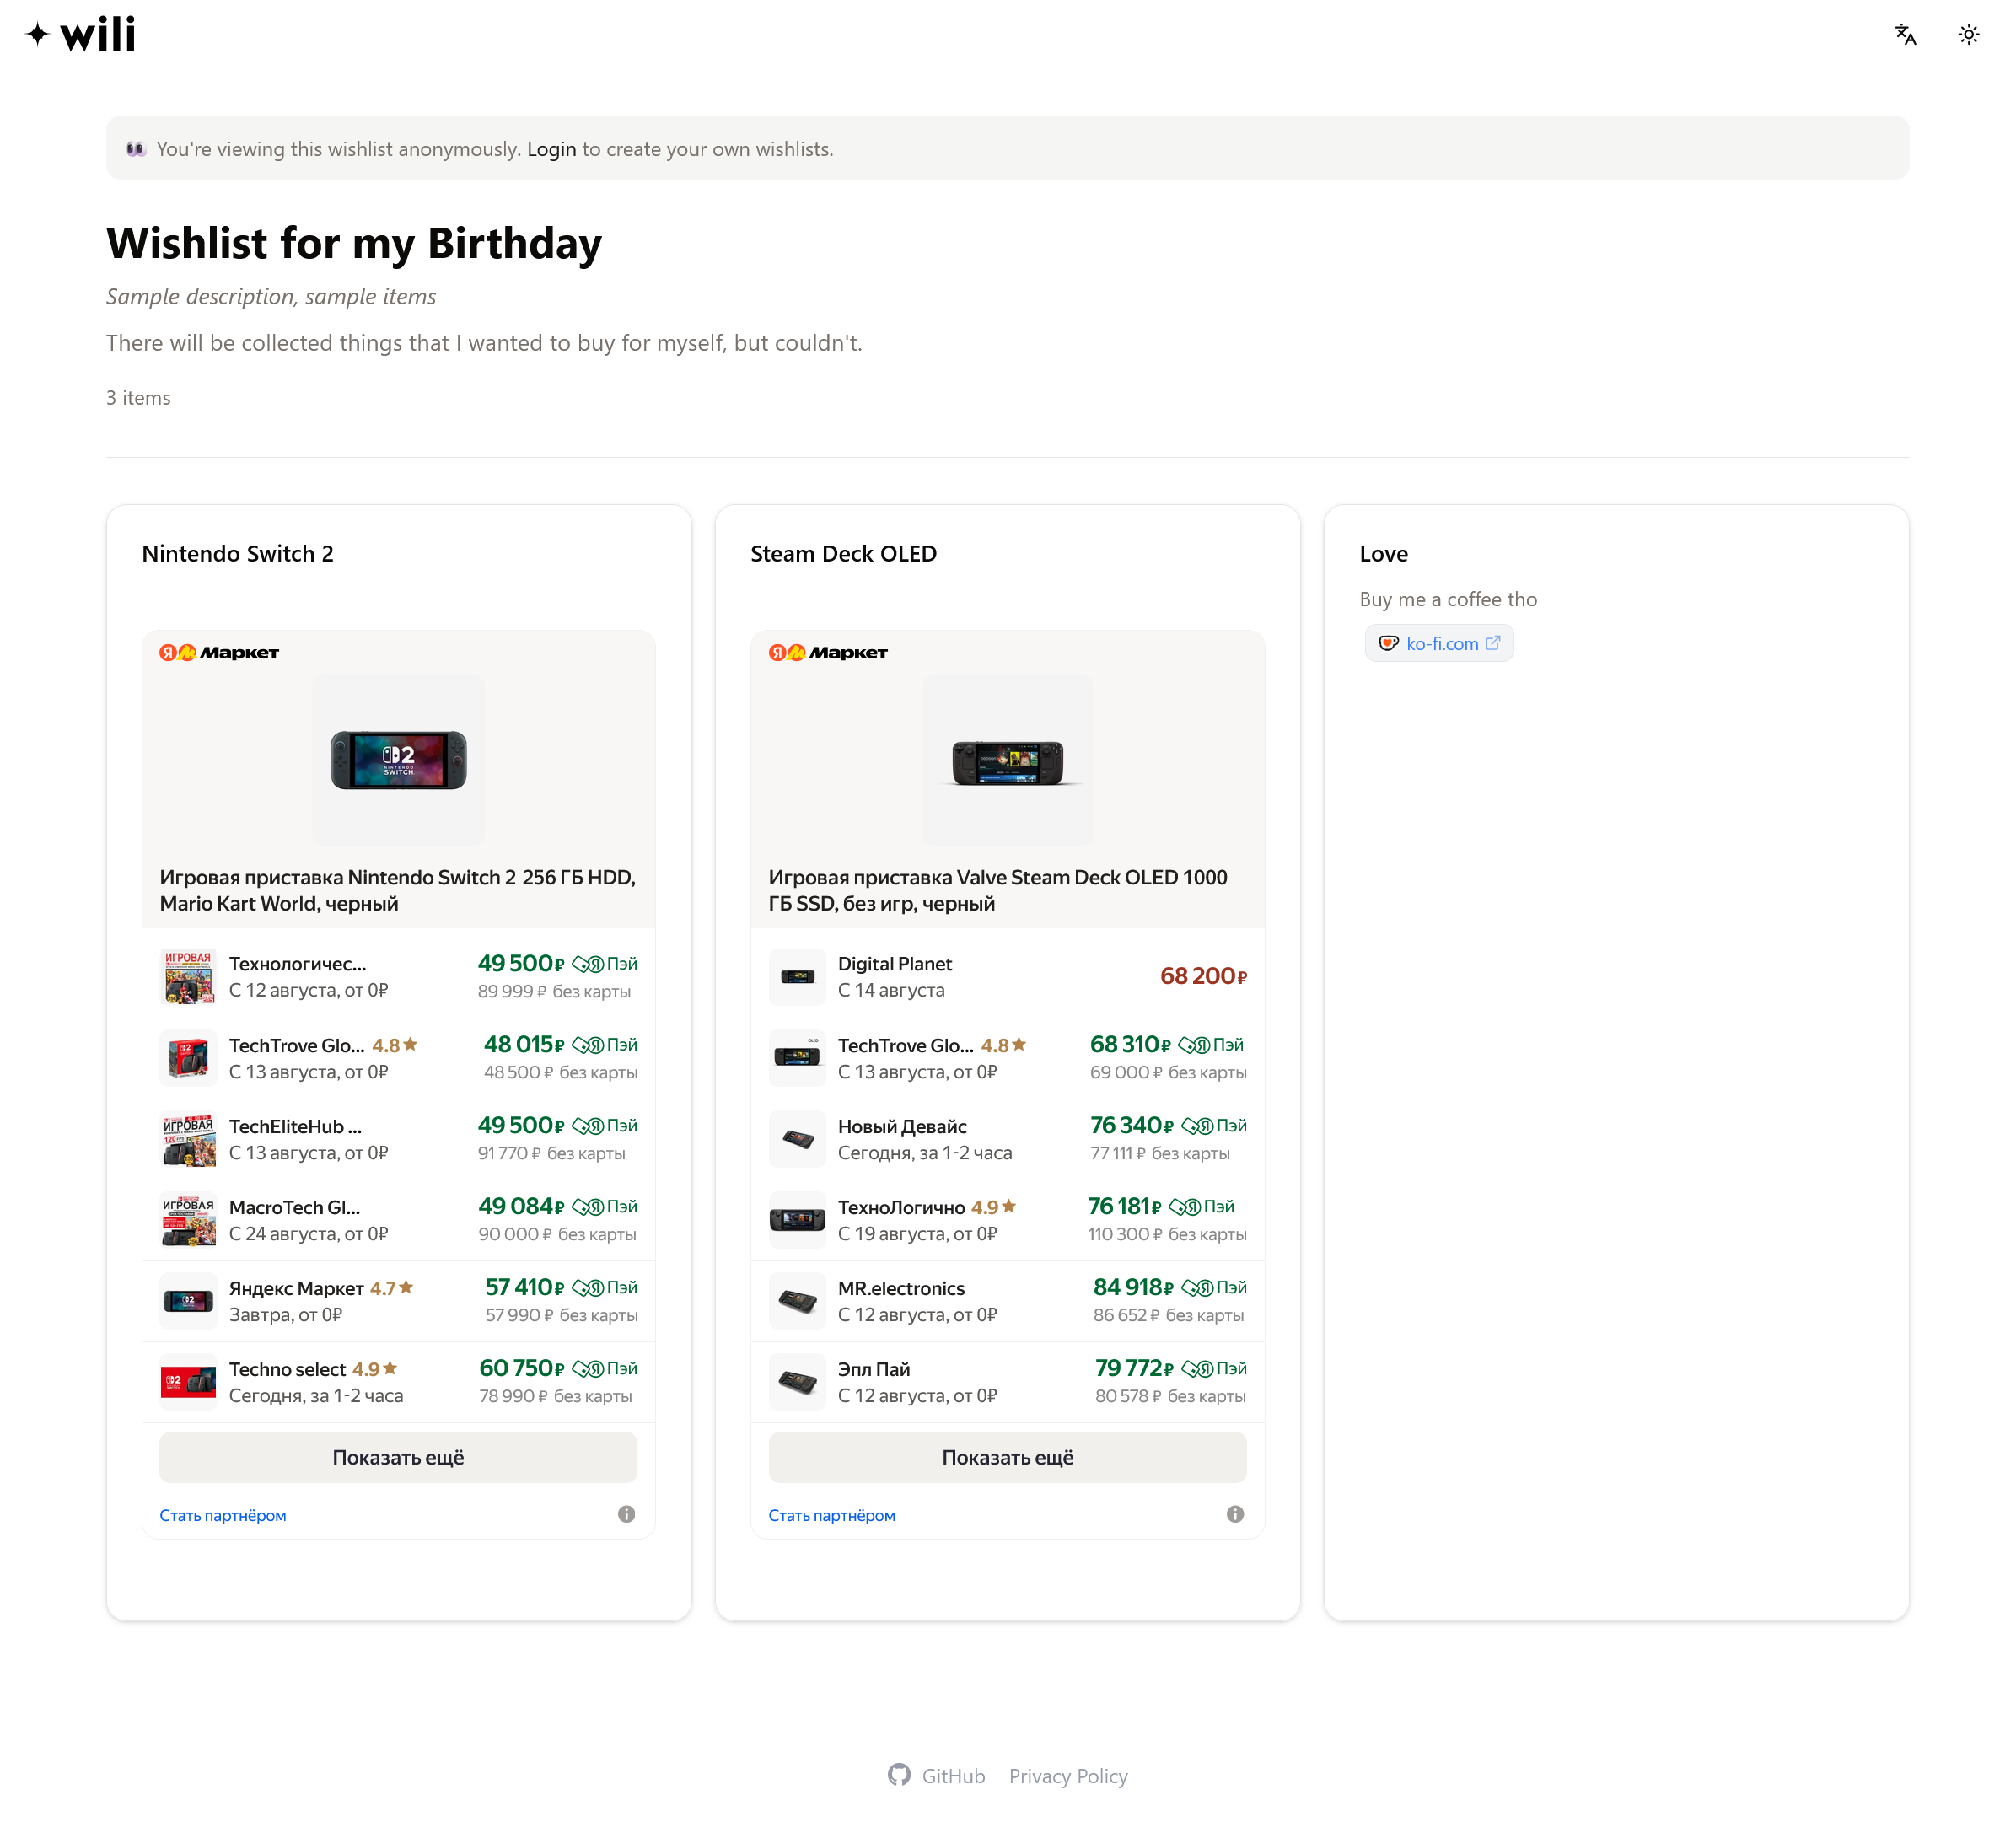 wili
You're viewing this wishlist anonymously. Login to create your own wishlists.
Wishlist for my Birthday
Sample description, sample items
There will be collected things that I wanted to buy for myself, but couldn't.
3 items
Nintendo Switch 2
Я Маркет
2
NINTENDO
SWITCH
Игровая приставка Nintendo Switch 2 256 ГБ HDD,
Mario Kart World, черный
ИГРОВАЯ
Технологичес...
49 500 ₽ Я Пэй
С 12 августа, от 0₽
89 999 ₽ без карты
TechTrove Glo... 4.8
48 015 ₽ Я Пэй
С 13 августа, от 0₽
48 500 ₽ без карты
ИГРОВАЯ
TechEliteHub ...
49 500 ₽ Я Пэй
С 13 августа, от 0₽
91 770 ₽ без карты
ИГРОВАЯ
MacroTech Gl...
49 084 ₽ Я Пэй
С 24 августа, от 0₽
90 000 ₽ без карты
Яндекс Маркет 4.7
57 410 ₽ Я Пэй
Завтра, от 0₽
57 990 ₽ без карты
Techno select 4.9
60 750 ₽ Я Пэй
Сегодня, за 1-2 часа
78 990 ₽ без карты
Показать ещё
Стать партнёром
Steam Deck OLED
Я Маркет
Игровая приставка Valve Steam Deck OLED 1000
ГБ SSD, без игр, черный
Digital Planet
68 200 ₽
С 14 августа
TechTrove Glo... 4.8
68 310 ₽ Я Пэй
С 13 августа, от 0₽
69 000 ₽ без карты
Новый Девайс
76 340 ₽ Я Пэй
Сегодня, за 1-2 часа
77 111 ₽ без карты
ТехноЛогично 4.9
76 181 ₽ Я Пэй
С 19 августа, от 0₽
110 300 ₽ без карты
MR.electronics
84 918 ₽ Я Пэй
С 12 августа, от 0₽
86 652 ₽ без карты
Эпл Пай
79 772 ₽ Я Пэй
С 12 августа, от 0₽
80 578 ₽ без карты
Показать ещё
Стать партнёром
Love
Buy me a coffee tho
ko-fi.com
GitHub Privacy Policy